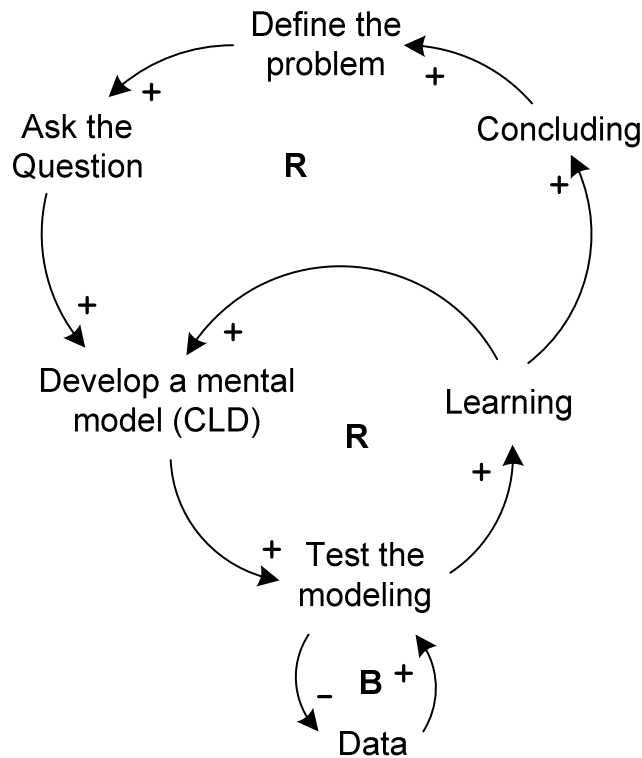 Define the
problem
+
+
Ask the
Question
Concluding
R
+
+
+
Develop a mental
model (CLD)
Learning
R
+
+
Test the
modeling
B
+
-
Data